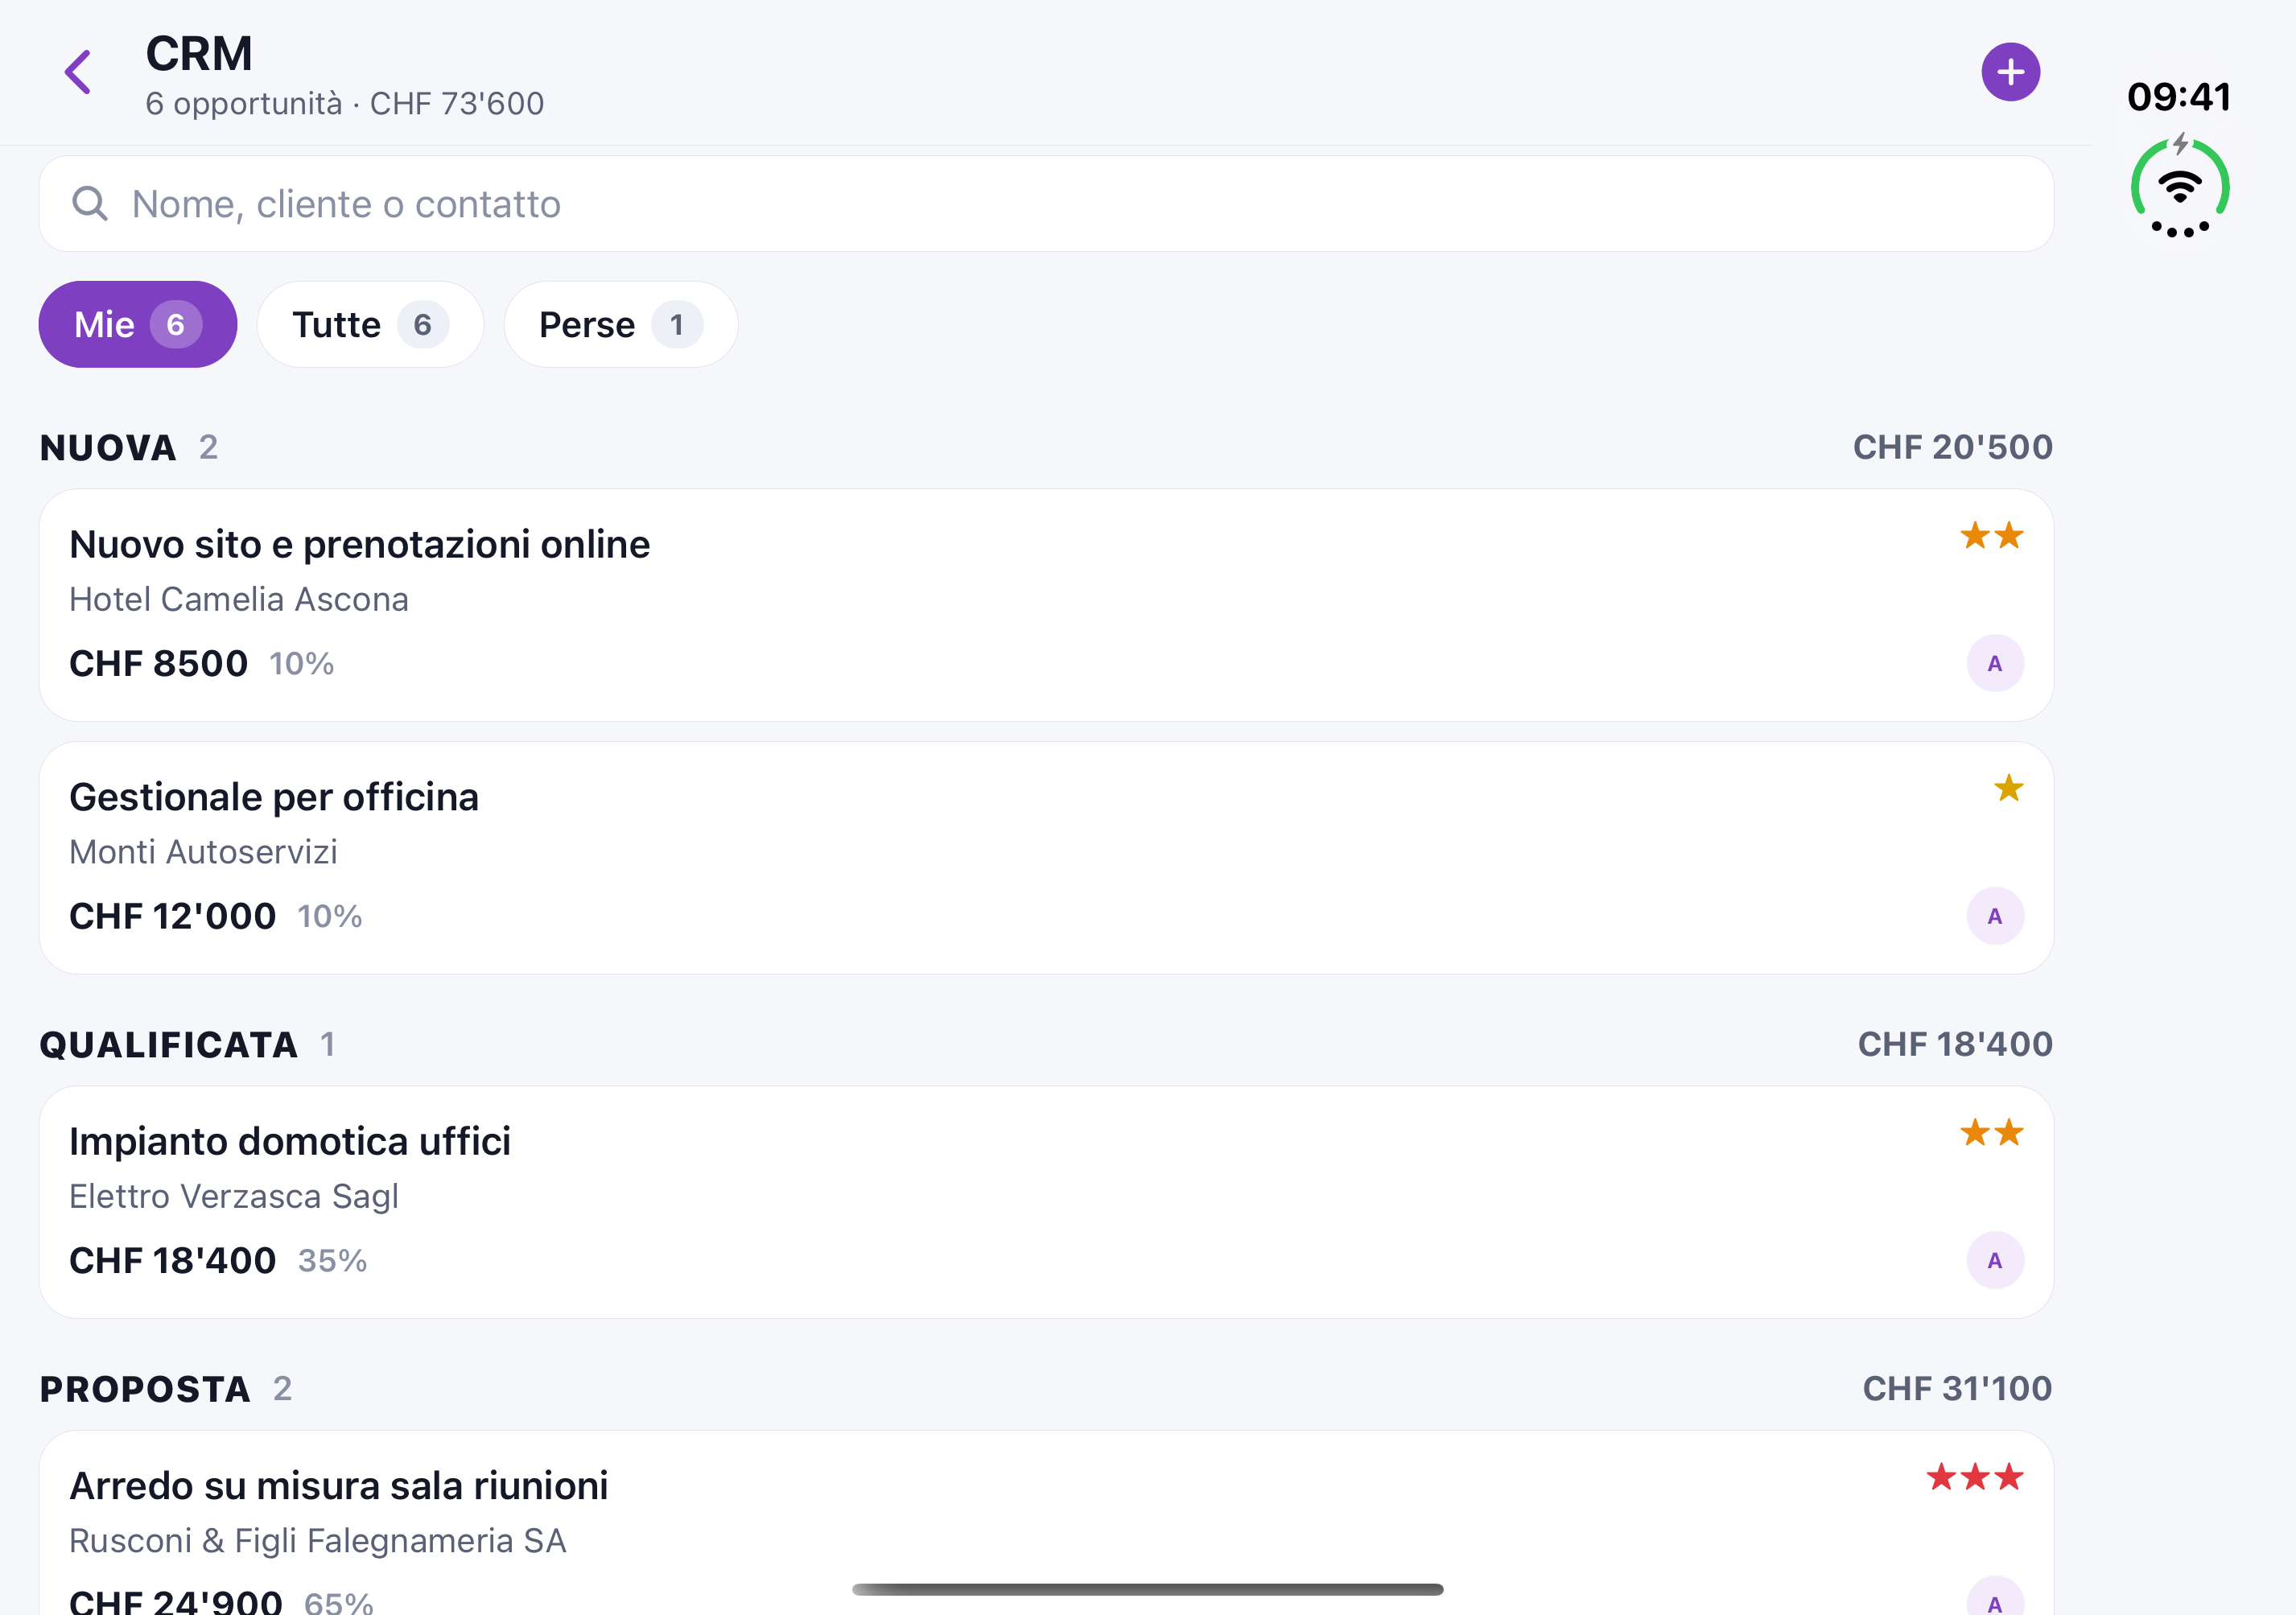 CRM
6 opportunità · CHF 73'600
09:41
Nome, cliente o contatto
Mie 6
Tutte 6
Perse 1
NUOVA 2
CHF 20'500
Nuovo sito e prenotazioni online
Hotel Camelia Ascona
CHF 8500 10%
A
Gestionale per officina
Monti Autoservizi
CHF 12'000 10%
A
QUALIFICATA 1
CHF 18'400
Impianto domotica uffici
Elettro Verzasca Sagl
CHF 18'400 35%
A
PROPOSTA 2
CHF 31'100
Arredo su misura sala riunioni
Rusconi & Figli Falegnameria SA
CHF 24'900 65%
A